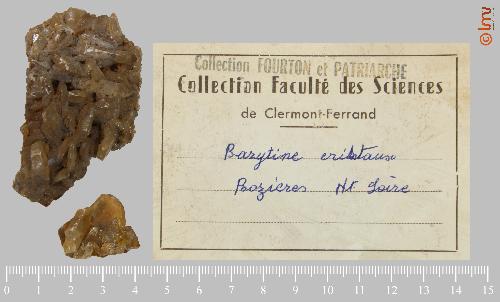 Collection FOURTON et PATRIARCHE
Collection Faculté des Sciences
de Clermont-Ferrand
Barytine cristaux
Bozières Ht Loire
© lmv
0 1 2 3 4 5 6 7 8 9 10 11 12 13 14 15